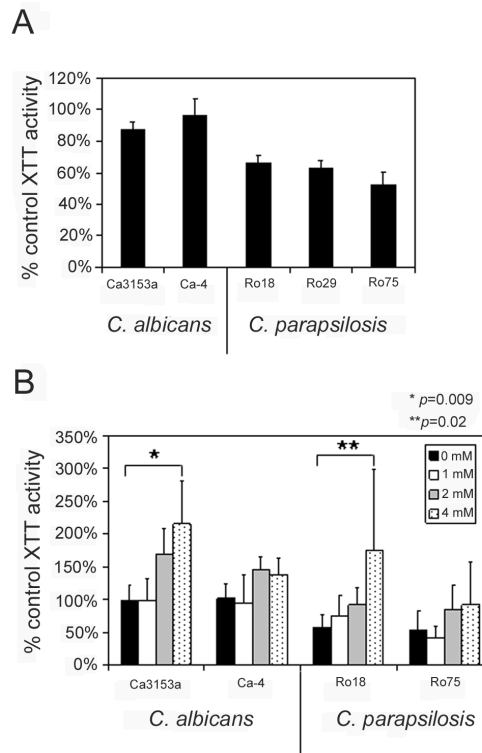 A
% control XTT activity
120%
100%
80%
60%
40%
20%
0%
Ca3153a Ca-4 Ro18 Ro29 Ro75
C. albicans C. parapsilosis
B
* p=0.009
**p=0.02
% control XTT activity
350%
300%
250%
200%
150%
100%
50%
0%
* **
0 mM
1 mM
2 mM
4 mM
Ca3153a Ca-4 Ro18 Ro75
C. albicans C. parapsilosis